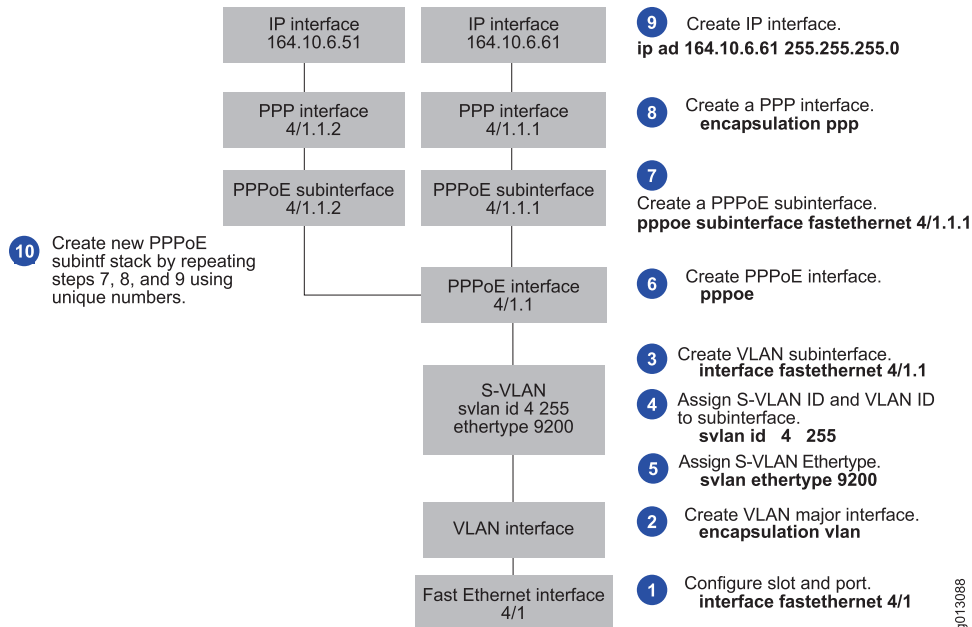 IP interface
164.10.6.51
IP interface
164.10.6.61
9 Create IP interface.
ip ad 164.10.6.61 255.255.255.0
PPP interface
4/1.1.2
PPP interface
4/1.1.1
8 Create a PPP interface.
encapsulation ppp
PPPoE subinterface
4/1.1.2
PPPoE subinterface
4/1.1.1
7
Create a PPPoE subinterface.
pppoe subinterface fastethernet 4/1.1.1
10 Create new PPPoE
subintf stack by repeating
steps 7, 8, and 9 using
unique numbers.
PPPoE interface
4/1.1
6 Create PPPoE interface.
pppoe
S-VLAN
svlan id 4 255
ethertype 9200
3 Create VLAN subinterface.
interface fastethernet 4/1.1
4 Assign S-VLAN ID and VLAN ID
to subinterface.
svlan id 4 255
5 Assign S-VLAN Ethertype.
svlan ethertype 9200
VLAN interface
2 Create VLAN major interface.
encapsulation vlan
Fast Ethernet interface
4/1
1 Configure slot and port.
interface fastethernet 4/1
g013088